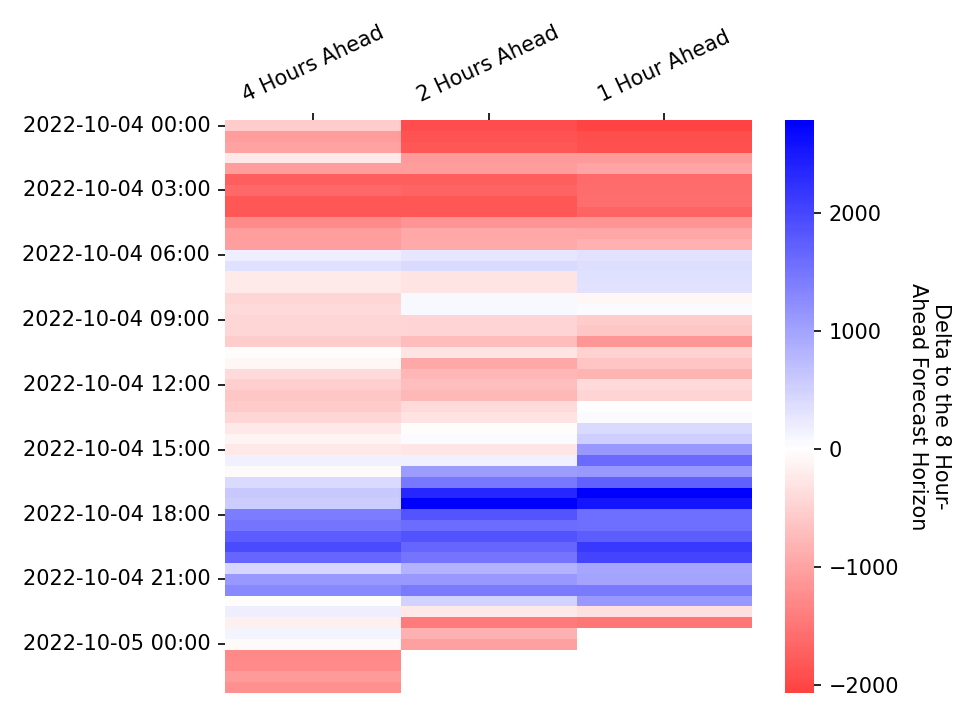 4 Hours Ahead
2 Hours Ahead
1 Hour Ahead
2022-10-04 00:00
2022-10-04 03:00
2022-10-04 06:00
2022-10-04 09:00
2022-10-04 12:00
2022-10-04 15:00
2022-10-04 18:00
2022-10-04 21:00
2022-10-05 00:00
2000
1000
0
−1000
−2000
Delta to the 8 Hour-
Ahead Forecast Horizon